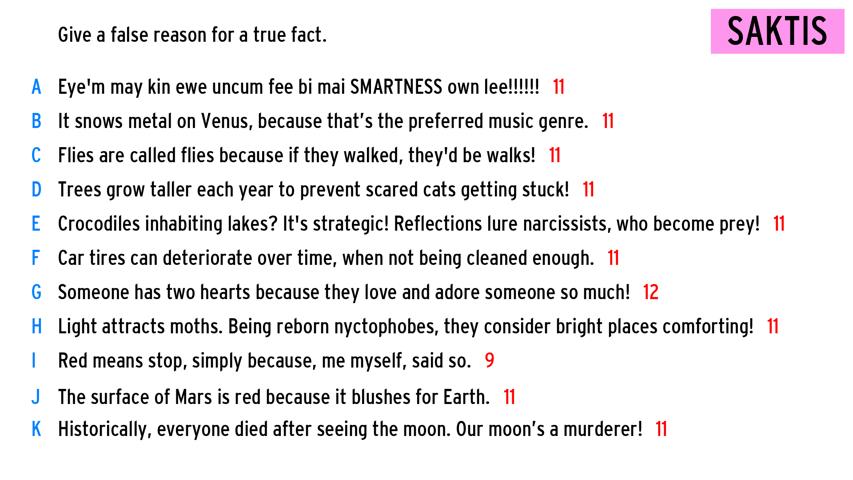 Give a false reason for a true fact.
SAKTIS
A Eye'm may kin ewe uncum fee bi mai SMARTNESS own lee!!!!!! 11
B It snows metal on Venus, because that’s the preferred music genre. 11
C Flies are called flies because if they walked, they'd be walks! 11
D Trees grow taller each year to prevent scared cats getting stuck! 11
E Crocodiles inhabiting lakes? It's strategic! Reflections lure narcissists, who become prey! 11
F Car tires can deteriorate over time, when not being cleaned enough. 11
G Someone has two hearts because they love and adore someone so much! 12
H Light attracts moths. Being reborn nyctophobes, they consider bright places comforting! 11
I Red means stop, simply because, me myself, said so. 9
J The surface of Mars is red because it blushes for Earth. 11
K Historically, everyone died after seeing the moon. Our moon’s a murderer! 11